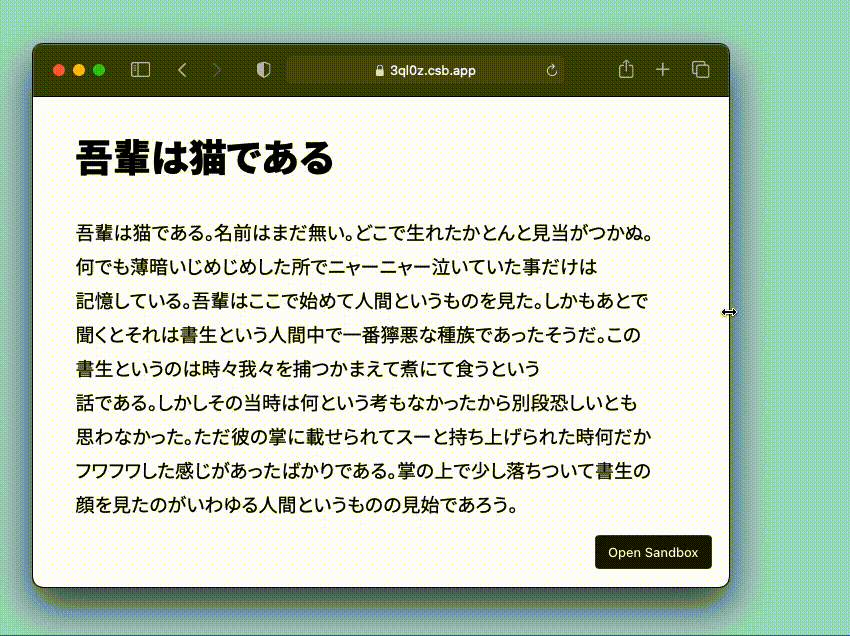 3ql0z.csb.app
吾輩は猫である
吾輩は猫である。名前はまだ無い。どこで生れたかとんと見当がつかぬ。
何でも薄暗いじめじめした所でニャーニャー泣いていた事だけは
記憶している。吾輩はここで始めて人間というものを見た。しかもあとで
聞くとそれは書生という人間中で一番獰悪な種族であったそうだ。この
書生というのは時々我々を捕つかまえて煮にて食うという
話である。しかしその当時は何という考もなかったから別段恐しいとも
思わなかった。ただ彼の掌に載せられてスーと持ち上げられた時何だか
フワフワした感じがあったばかりである。掌の上で少し落ちついて書生の
顔を見たのがいわゆる人間というものの見始であろう。
Open Sandbox